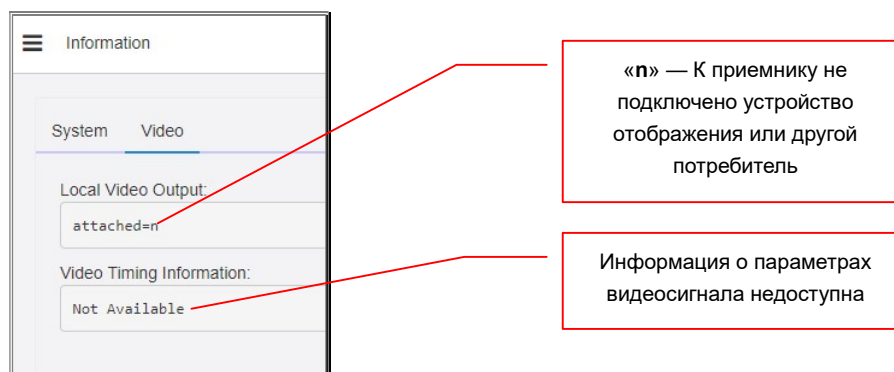 Information
System Video
Local Video Output:
attached=n
Video Timing Information:
Not Available
«n» — К приемнику не
подключено устройство
отображения или другой
потребитель
Информация о параметрах
видеосигнала недоступна